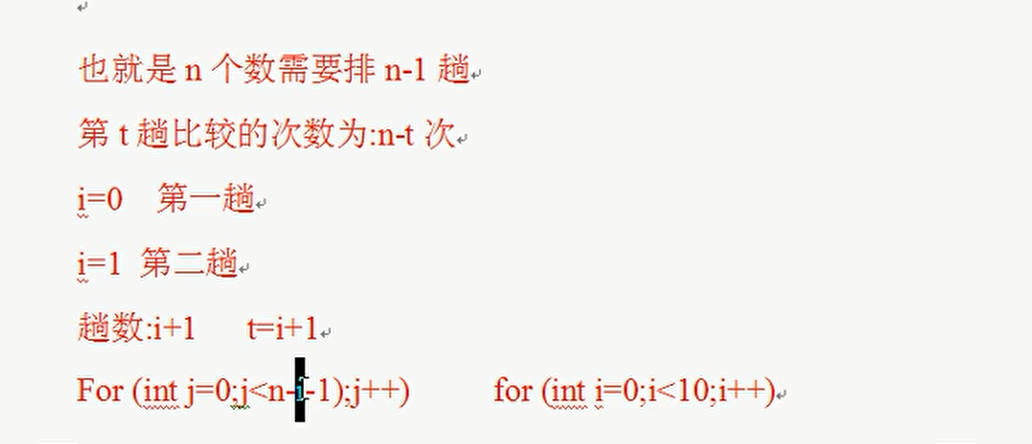 也就是 n 个数需要排 n-1 趟
第 t 趟比较的次数为:n-t 次
i=0 第一趟
i=1 第二趟
趟数:i+1 t=i+1
For (int j=0;j<n-i-1);j++) for (int i=0;i<10;i++)